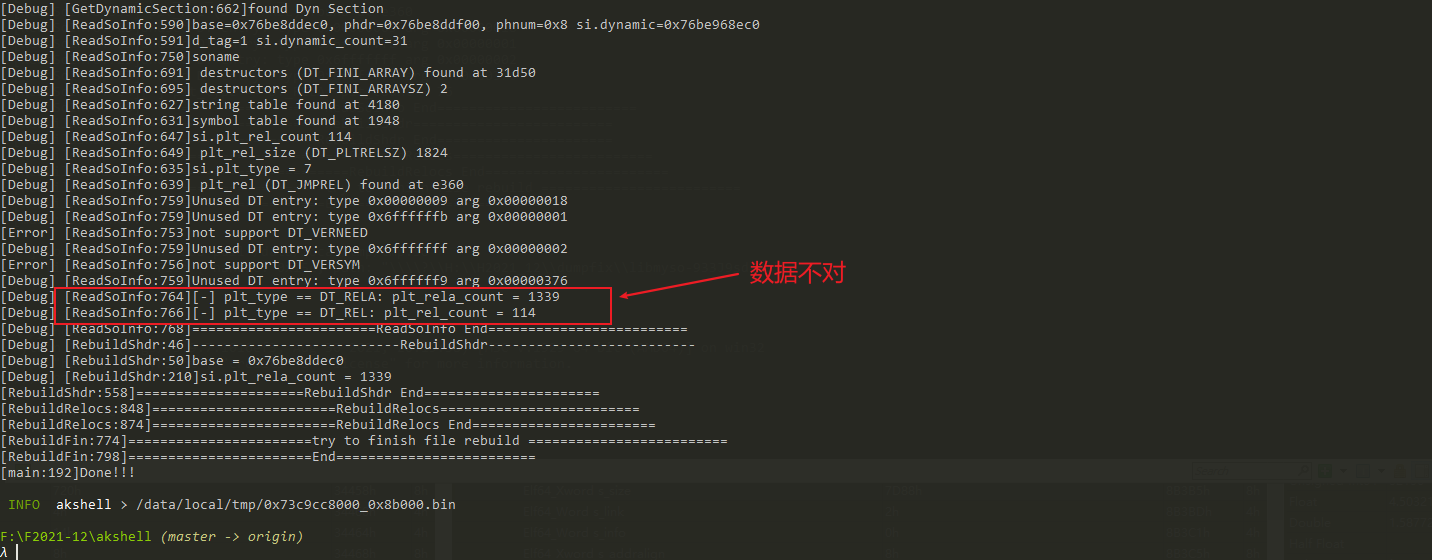 [Debug] [GetDynamicSection:662]found Dyn Section
[Debug] [ReadSoInfo:590]base=0x76be8ddec0, phdr=0x76be8ddf00, phnum=0x8 si.dynamic=0x76be968ec0
[Debug] [ReadSoInfo:591]d_tag=1 si.dynamic_count=31
[Debug] [ReadSoInfo:750]soname
[Debug] [ReadSoInfo:691] destructors (DT_FINI_ARRAY) found at 31d50
[Debug] [ReadSoInfo:695] destructors (DT_FINI_ARRAYSZ) 2
[Debug] [ReadSoInfo:627]string table found at 4180
[Debug] [ReadSoInfo:631]symbol table found at 1948
[Debug] [ReadSoInfo:647]si.plt_rel_count 114
[Debug] [ReadSoInfo:649] plt_rel_size (DT_PLTRELSZ) 1824
[Debug] [ReadSoInfo:635]si.plt_type = 7
[Debug] [ReadSoInfo:639] plt_rel (DT_JMPREL) found at e360
[Debug] [ReadSoInfo:759]Unused DT entry: type 0x00000009 arg 0x00000018
[Debug] [ReadSoInfo:759]Unused DT entry: type 0x6ffffffb arg 0x00000001
[Error] [ReadSoInfo:753]not support DT_VERNEED
[Debug] [ReadSoInfo:759]Unused DT entry: type 0x6fffffff arg 0x00000002
[Error] [ReadSoInfo:756]not support DT_VERSYM
[Debug] [ReadSoInfo:759]Unused DT entry: type 0x6ffffff9 arg 0x00000376
数据不对
[Debug] [ReadSoInfo:764][-] plt_type == DT_RELA: plt_rela_count = 1339
[Debug] [ReadSoInfo:766][-] plt_type == DT_REL: plt_rel_count = 114
[Debug] [ReadSoInfo:768]=======================ReadSoInfo End=========================
[Debug] [RebuildShdr:46]--------------------------RebuildShdr--------------------------
[Debug] [RebuildShdr:50]base = 0x76be8ddec0
[Debug] [RebuildShdr:210]si.plt_rela_count = 1339
[RebuildShdr:558]=====================RebuildShdr End======================
[RebuildRelocs:848]=======================RebuildRelocs=========================
[RebuildRelocs:874]=======================RebuildRelocs End=======================
[RebuildFin:774]=======================try to finish file rebuild =========================
[RebuildFin:798]=======================End=========================
[main:192]Done!!!
INFO akshell > /data/local/tmp/0x73c9cc8000_0x8b000.bin
F:\F2021-12\akshell (master -> origin)
λ